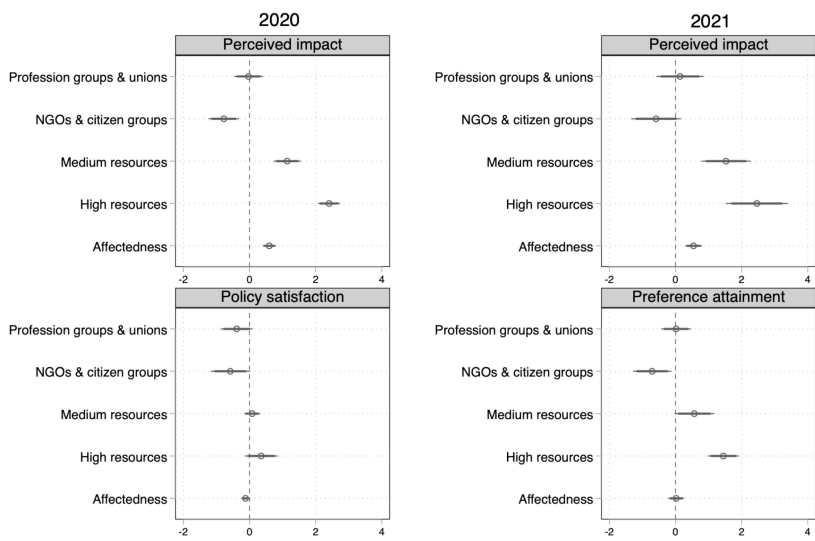 2020
Perceived impact
Profession groups & unions
NGOs & citizen groups
Medium resources
High resources
Affectedness
-2 0 2 4
2021
Perceived impact
Profession groups & unions
NGOs & citizen groups
Medium resources
High resources
Affectedness
-2 0 2 4
Policy satisfaction
Profession groups & unions
NGOs & citizen groups
Medium resources
High resources
Affectedness
-2 0 2 4
Preference attainment
Profession groups & unions
NGOs & citizen groups
Medium resources
High resources
Affectedness
-2 0 2 4